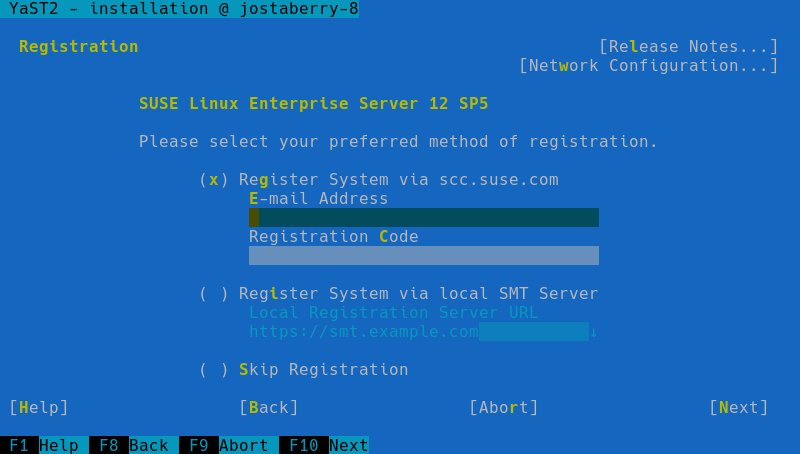 YaST2 - installation @ jostaberry-8
Registration [Release Notes...]
[Network Configuration...]
SUSE Linux Enterprise Server 12 SP5
Please select your preferred method of registration.
(x) Register System via scc.suse.com
E-mail Address
Registration Code
( ) Register System via local SMT Server
Local Registration Server URL
https://smt.example.com ↓
( ) Skip Registration
[Help] [Back] [Abort] [Next]
F1 Help F8 Back F9 Abort F10 Next